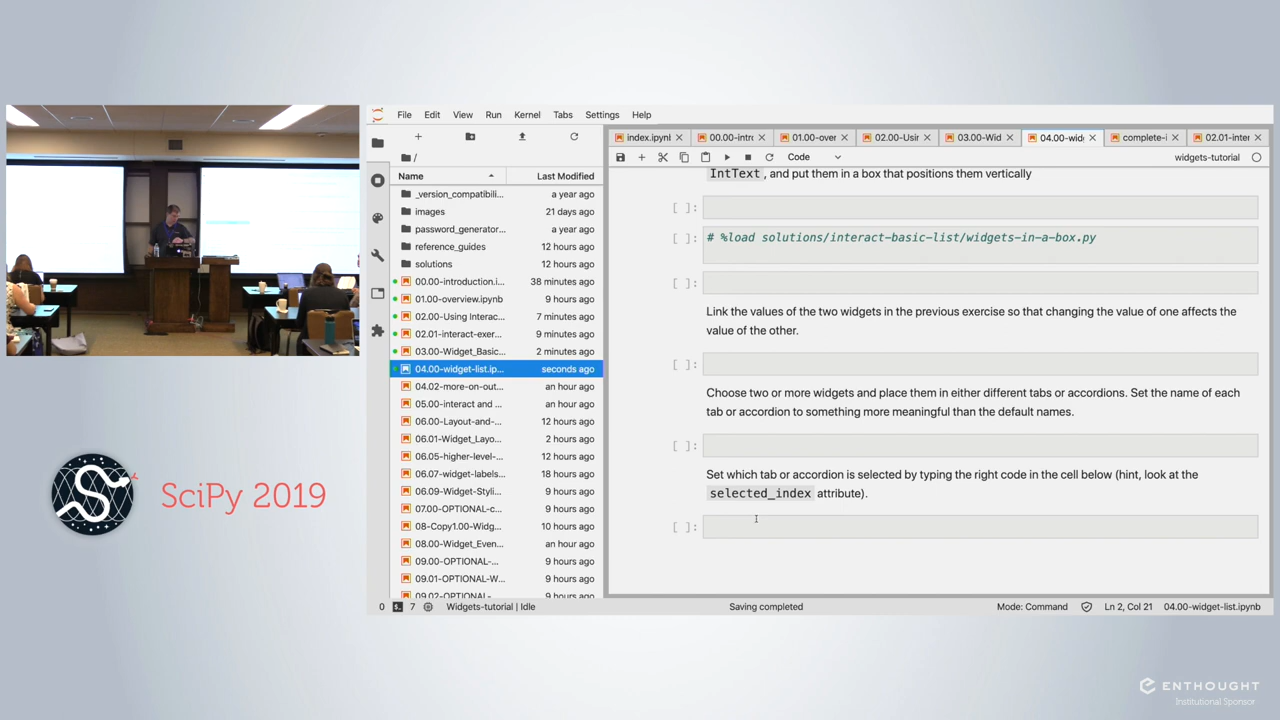 File Edit View Run Kernel Tabs Settings Help
index.ipynl 00.00-intro 01.00-over 02.00-Usir 03.00-Wid 04.00-wid complete-i 02.01-inter
/
Code
widgets-tutorial
Name Last Modified
_version_compatibili... a year ago
images 21 days ago
password_generator... a year ago
reference_guides 12 hours ago
solutions 12 hours ago
00.00-introduction.i... 38 minutes ago
01.00-overview.ipynb 9 hours ago
02.00-Using Interac... 7 minutes ago
02.01-interact-exer... 9 minutes ago
03.00-Widget_Basic... 2 minutes ago
04.00-widget-list.ip... seconds ago
04.02-more-on-out... an hour ago
05.00-interact and ... an hour ago
06.00-Layout-and-... 12 hours ago
06.01-Widget_Layo... 2 hours ago
06.05-higher-level-... 12 hours ago
06.07-widget-labels... 18 hours ago
06.09-Widget-Styli... 12 hours ago
07.00-OPTIONAL-c... 9 hours ago
08-Copy1.00-Widg... 10 hours ago
08.00-Widget_Even... an hour ago
09.00-OPTIONAL-... 9 hours ago
09.01-OPTIONAL-W... 9 hours ago
09.02-OPTIONAL-... 9 hours ago
IntText , and put them in a box that positions them vertically
[ ]:
[ ]: # %load solutions/interact-basic-list/widgets-in-a-box.py
[ ]:
Link the values of the two widgets in the previous exercise so that changing the value of one affects the
value of the other.
[ ]:
Choose two or more widgets and place them in either different tabs or accordions. Set the name of each
tab or accordion to something more meaningful than the default names.
[ ]:
Set which tab or accordion is selected by typing the right code in the cell below (hint, look at the
selected_index attribute).
[ ]:
0 7 Widgets-tutorial | Idle Saving completed Mode: Command Ln 2, Col 21 04.00-widget-list.ipynb
SciPy 2019
ENTHOUGHT
Institutional Sponsor